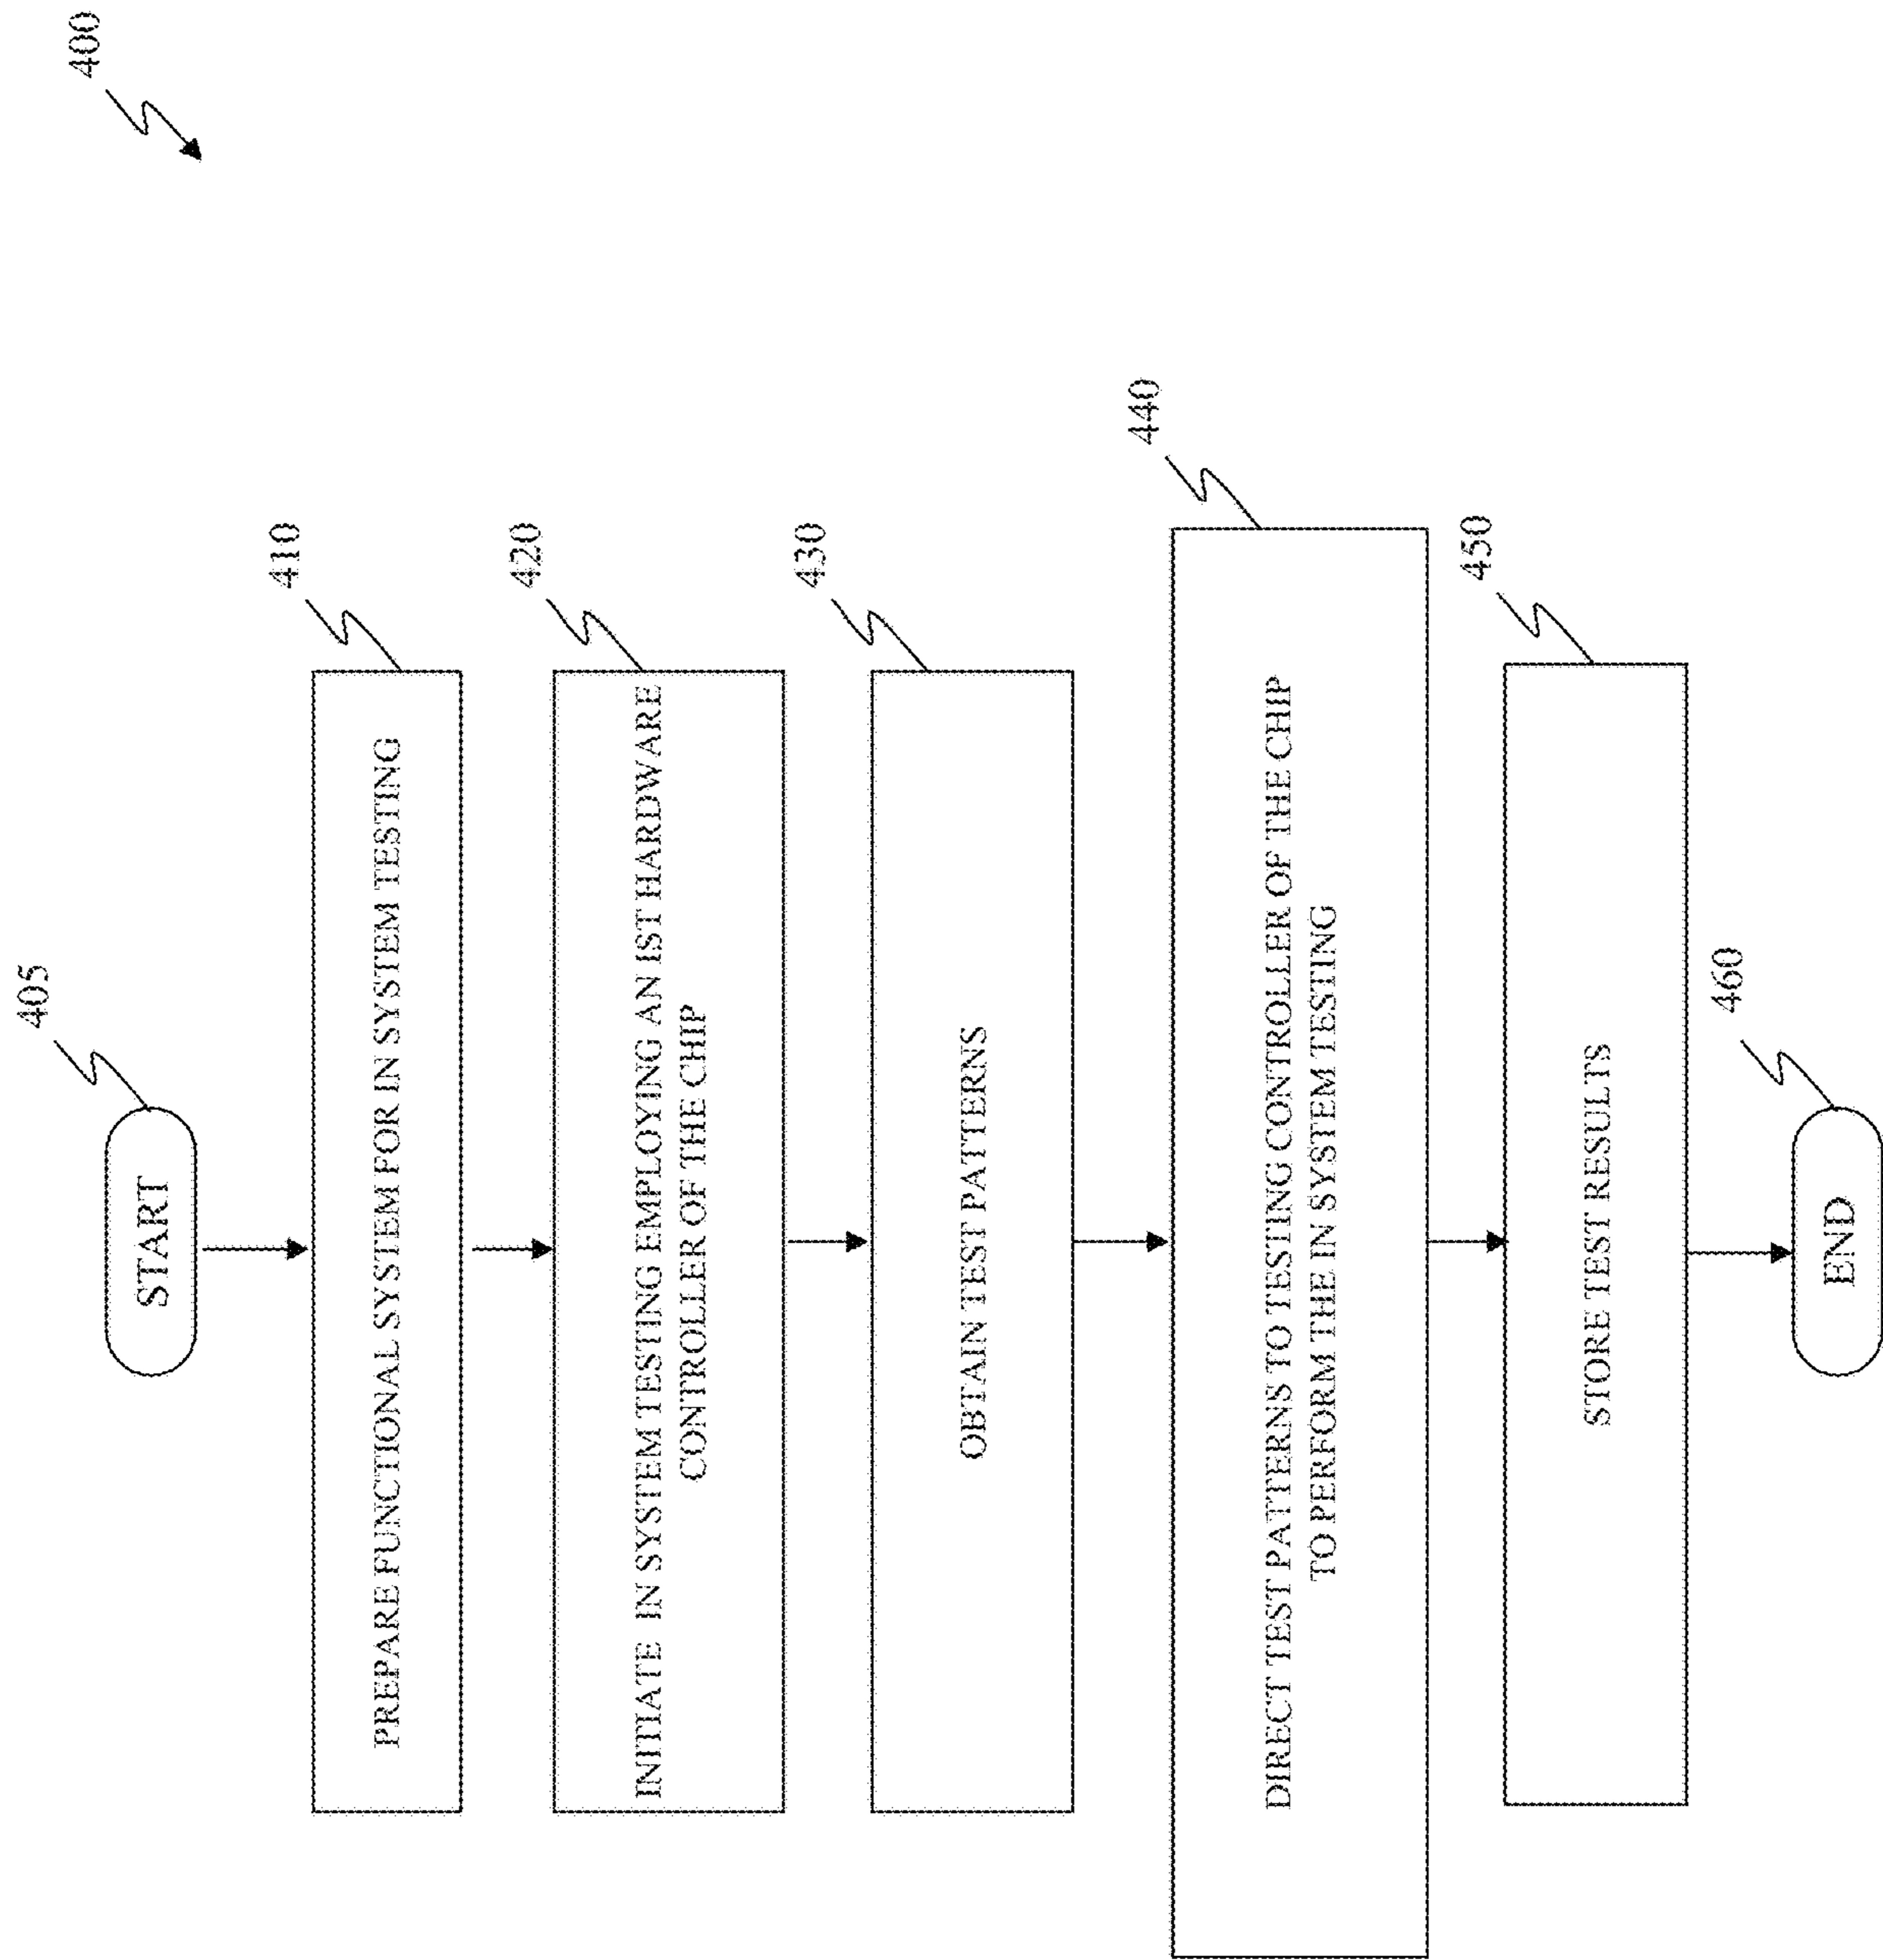 400
START
405
PREPARE FUNCTIONAL SYSTEM FOR IN SYSTEM TESTING
410
INITIATE IN SYSTEM TESTING EMPLOYING AN IST HARDWARE
CONTROLLER OF THE CHIP
420
OBTAIN TEST PATTERNS
430
DIRECT TEST PATTERNS TO TESTING CONTROLLER OF THE CHIP
TO PERFORM THE IN SYSTEM TESTING
440
STORE TEST RESULTS
450
END
460